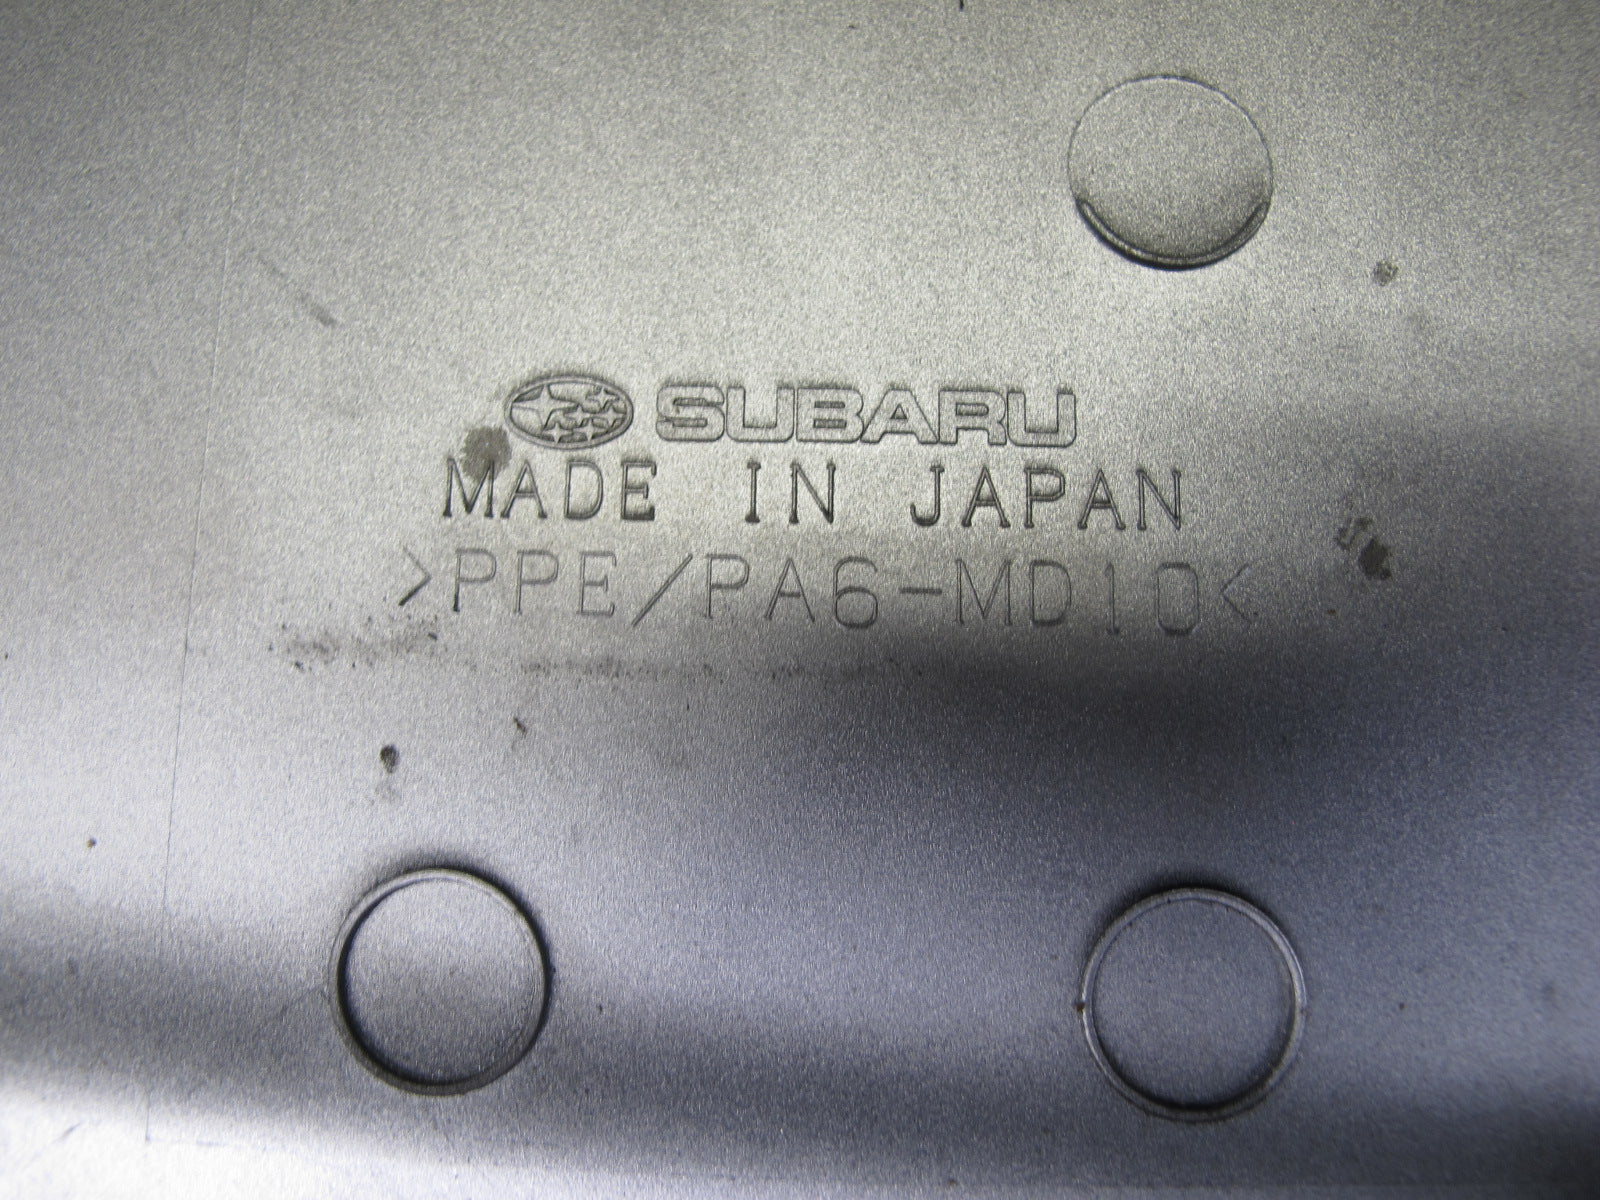 SUBARU
MADE IN JAPAN
>PPE/PA6-MD10<